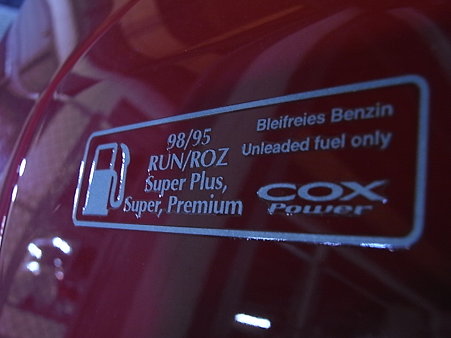 98/95
RUN/ROZ
Super Plus,
Super, Premium
Bleifreies Benzin
Unleaded fuel only
COX
Power